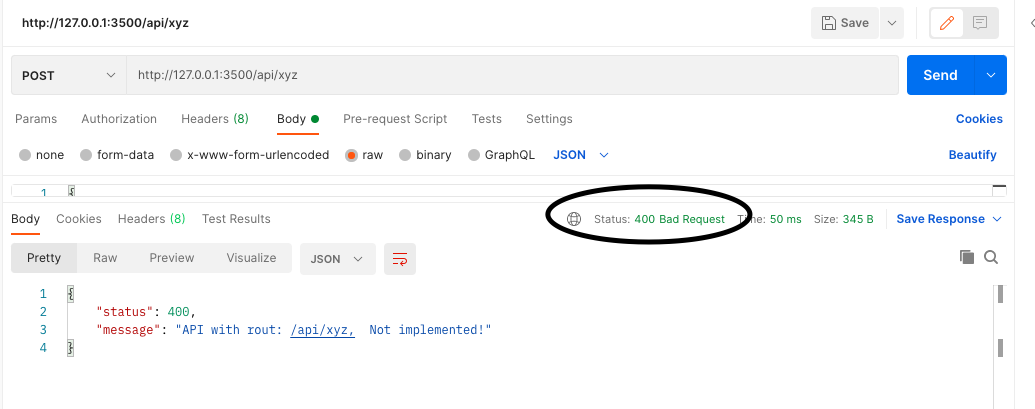 http://127.0.0.1:3500/api/xyz Save
POST http://127.0.0.1:3500/api/xyz Send
Params Authorization Headers (8) Body Pre-request Script Tests Settings Cookies
none form-data x-www-form-urlencoded raw binary GraphQL JSON Beautify
1 {
Body Cookies Headers (8) Test Results Status: 400 Bad Request Time: 50 ms Size: 345 B Save Response
Pretty Raw Preview Visualize JSON
1 {
2 "status": 400,
3 "message": "API with rout: /api/xyz,  Not implemented!"
4 }